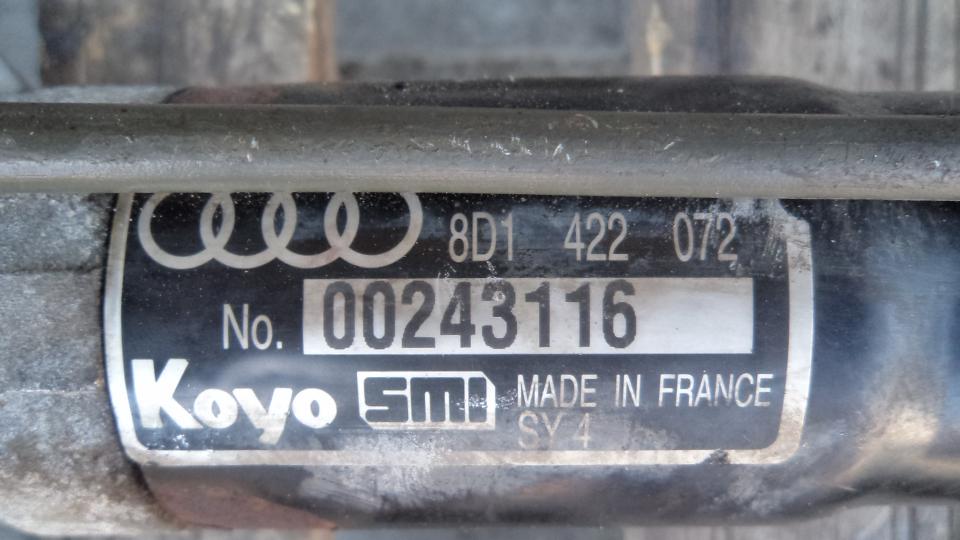 8D1 422 072
No. 00243116
Koyo SMI MADE IN FRANCE
SY 4